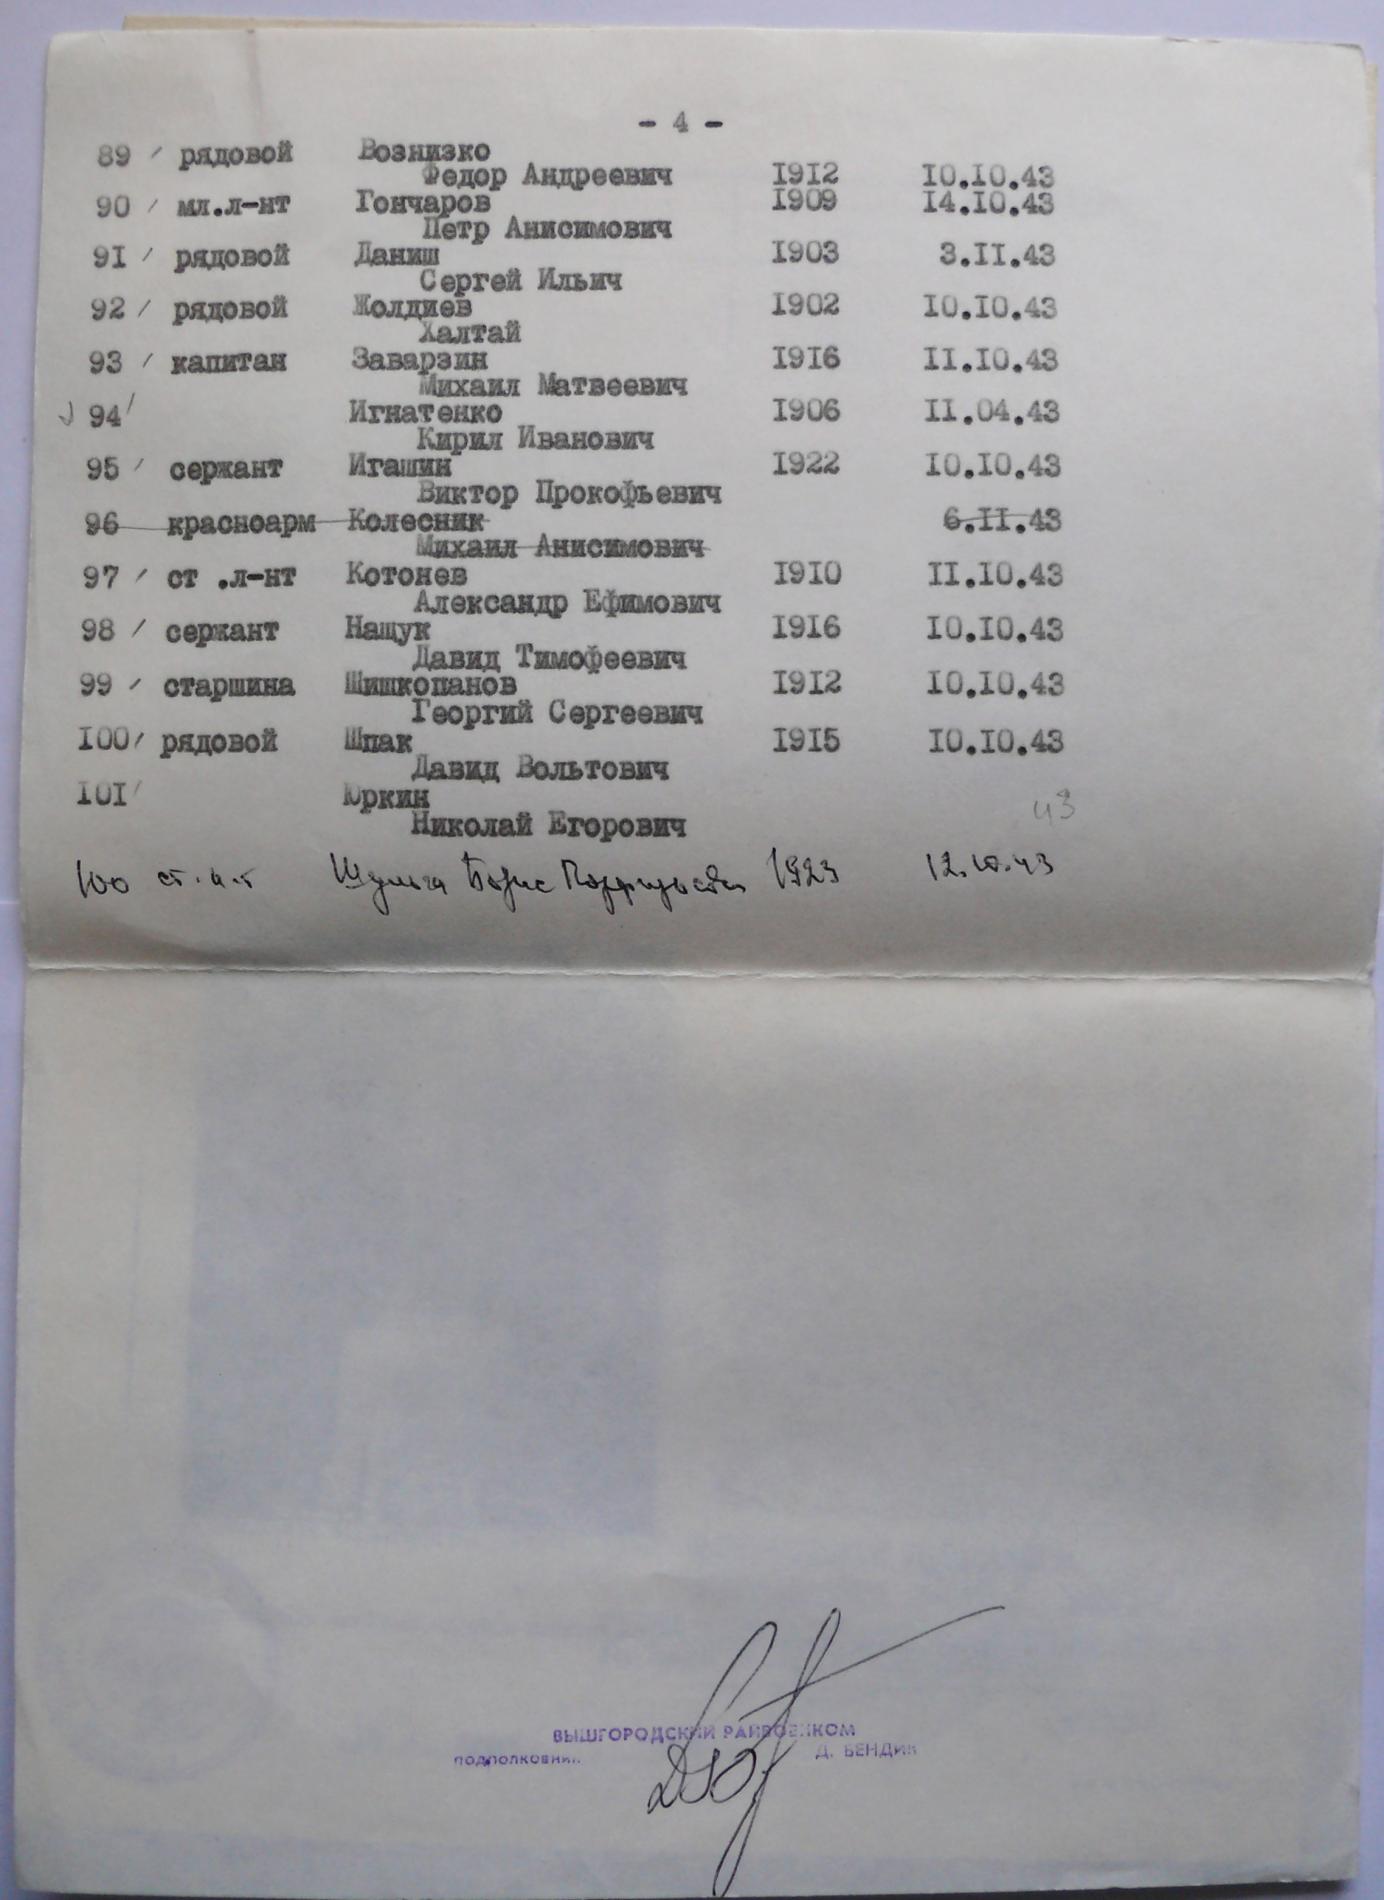 - 4 -
89 / рядовой Вознизко
Федор Андреевич 1912 10.10.43
90 / мл.л-нт Гончаров 1909 14.10.43
Петр Анисимович
91 / рядовой Даниш 1903 3.11.43
Сергей Ильич
92 / рядовой Жолдиев 1902 10.10.43
Халтай
93 / капитан Заварзин 1916 11.10.43
Михаил Матвеевич
94 / Игнатенко 1906 11.04.43
Кирил Иванович
95 / сержант Игашин 1922 10.10.43
Виктор Прокофьевич
96 красноарм Колесник 6.11.43
Михаил Анисимович
97 / ст .л-нт Котонев 1910 11.10.43
Александр Ефимович
98 / сержант Нащук 1916 10.10.43
Давид Тимофеевич
99 / старшина Шишкопанов 1912 10.10.43
Георгий Сергеевич
100/ рядовой Шпак 1915 10.10.43
Давид Вольтович
101/ Юркин
43
Николай Егорович
100 ст. л-т Шульга Борис 1923 12.10.43
ВЫШГОРОДСКИЙ РАЙВОЕНКОМ
ПОДПОЛКОВНИК Д. БЕНДИК